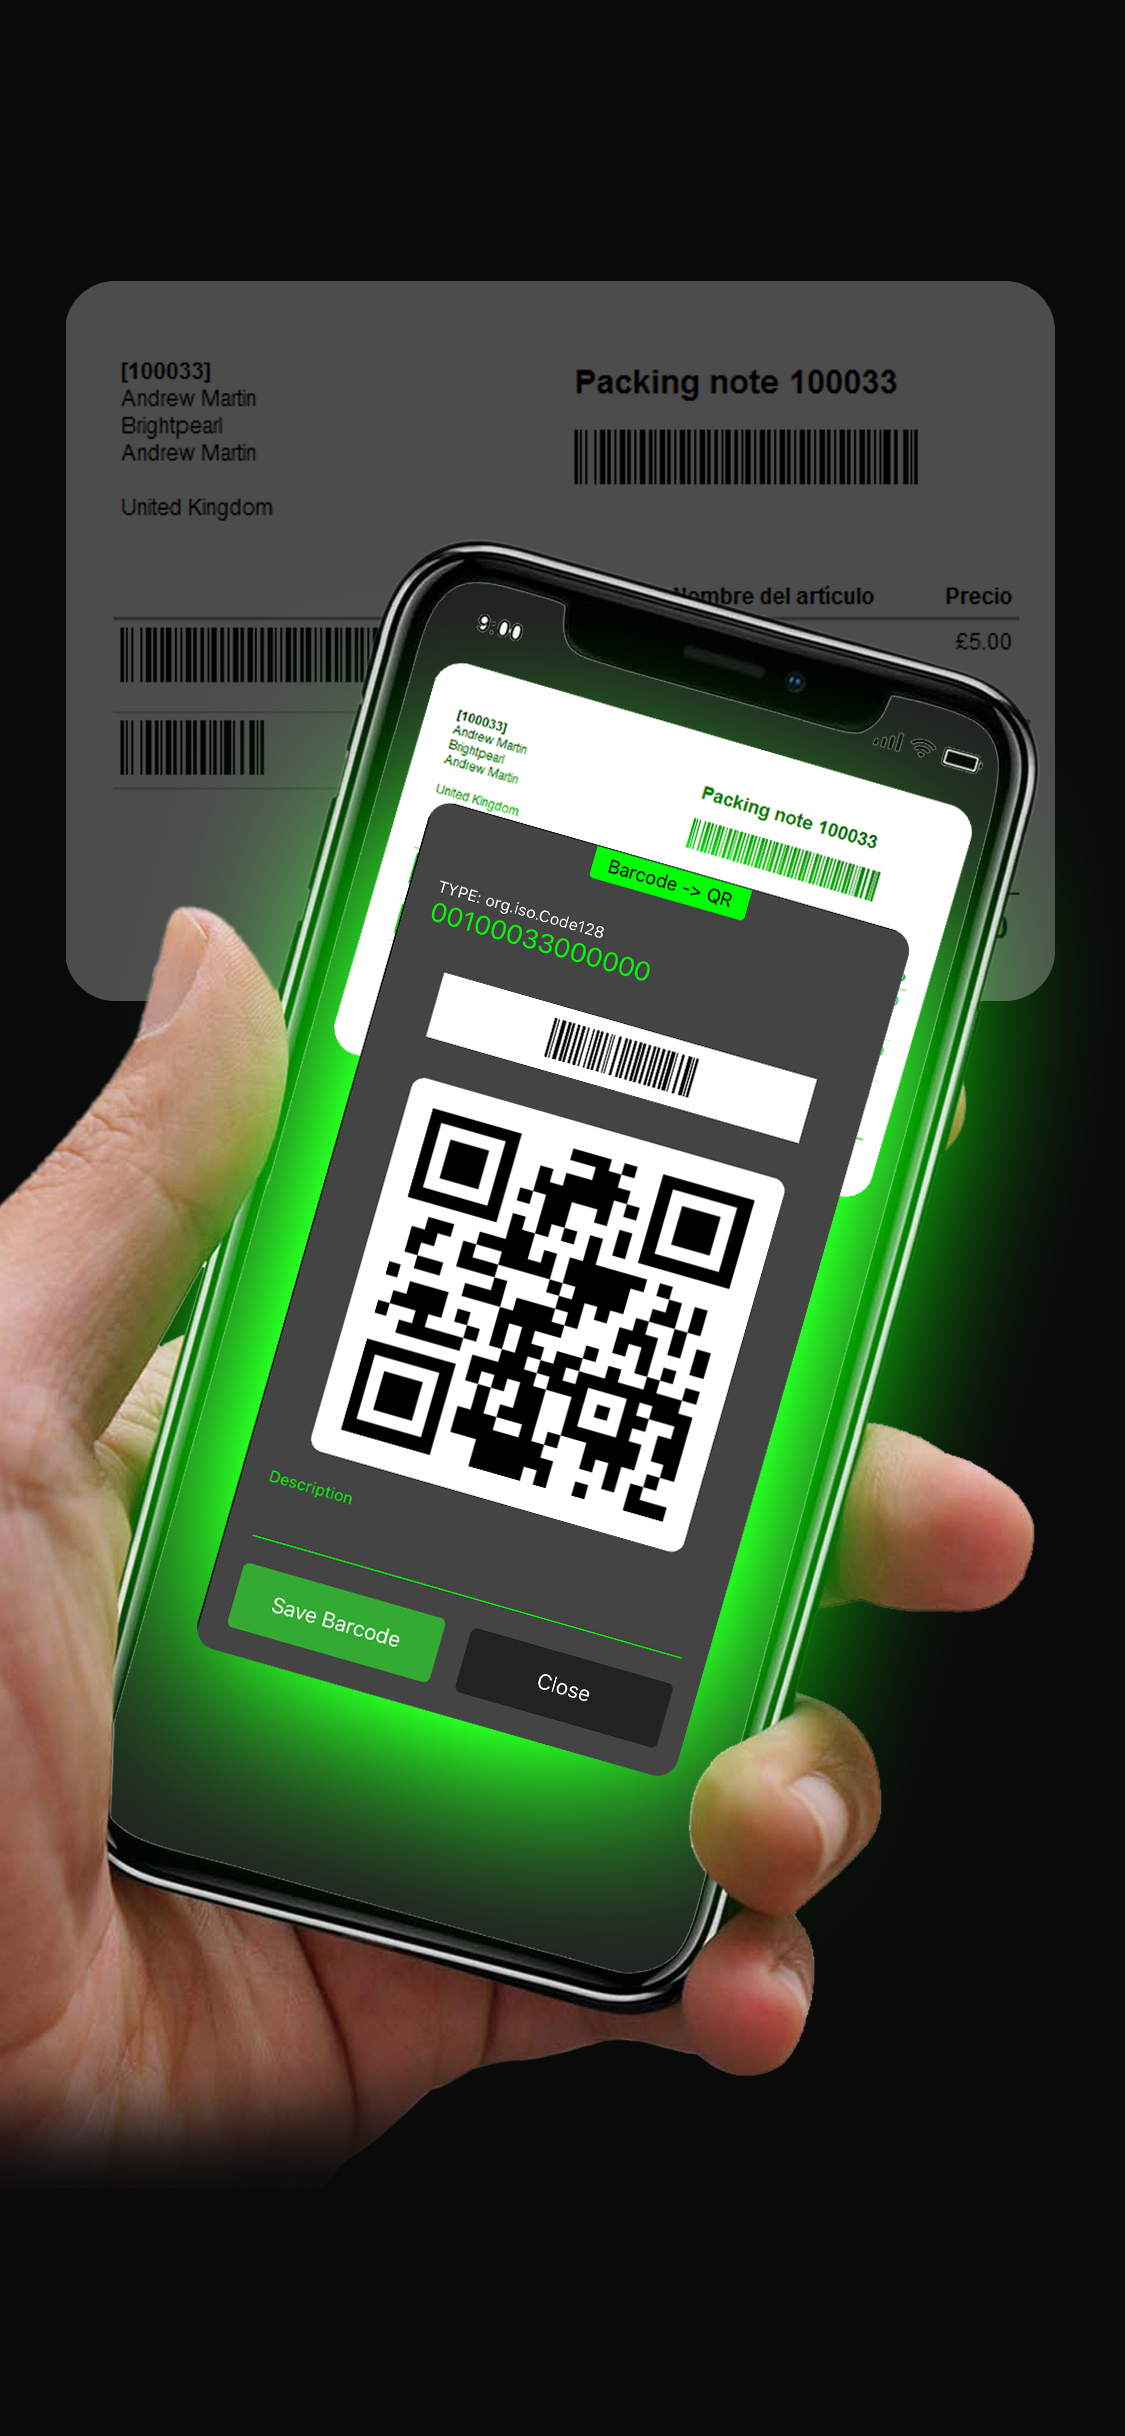 [100033]
Andrew Martin
Brightpearl
Andrew Martin
United Kingdom
Packing note 100033
Nombre del artículo
Precio
£5.00
9:00
[100033]
Andrew Martin
Brightpearl
Andrew Martin
United Kingdom
Packing note 100033
Barcode -> QR
TYPE: org.iso.Code128
00100033000000
Description
Save Barcode
Close